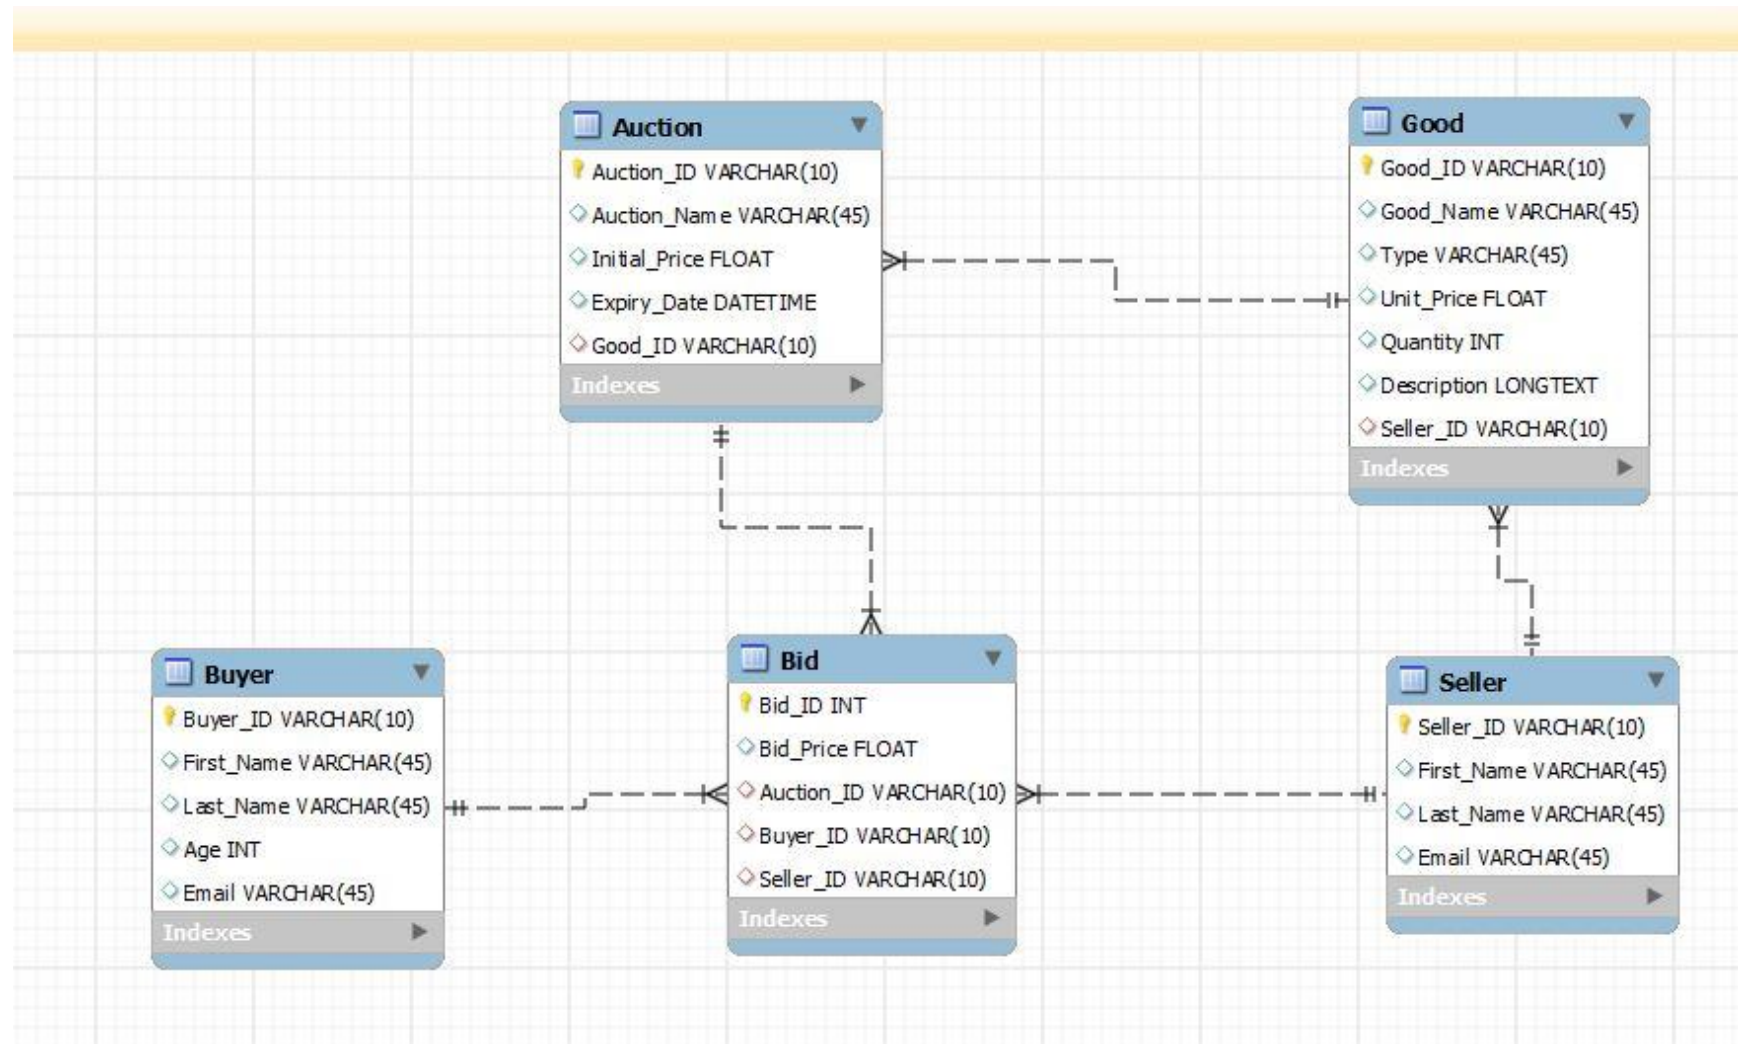 Auction
Auction_ID VARCHAR(10)
Auction_Name VARCHAR(45)
Initial_Price FLOAT
Expiry_Date DATETIME
Good_ID VARCHAR(10)
Indexes
Good
Good_ID VARCHAR(10)
Good_Name VARCHAR(45)
Type VARCHAR(45)
Unit_Price FLOAT
Quantity INT
Description LONGTEXT
Seller_ID VARCHAR(10)
Indexes
Buyer
Buyer_ID VARCHAR(10)
First_Name VARCHAR(45)
Last_Name VARCHAR(45)
Age INT
Email VARCHAR(45)
Indexes
Bid
Bid_ID INT
Bid_Price FLOAT
Auction_ID VARCHAR(10)
Buyer_ID VARCHAR(10)
Seller_ID VARCHAR(10)
Indexes
Seller
Seller_ID VARCHAR(10)
First_Name VARCHAR(45)
Last_Name VARCHAR(45)
Email VARCHAR(45)
Indexes